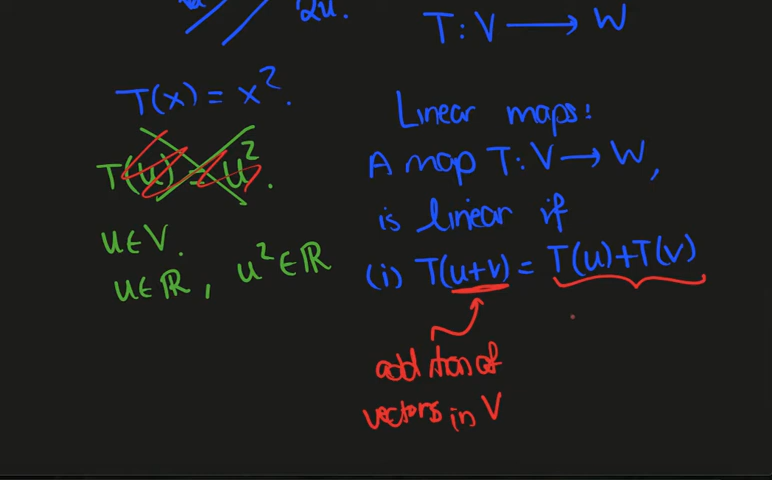 2u.
T(x) = x².
T(u) = u².
u∈V.
u∈ℝ, u²∈ℝ
T: V → W
Linear maps:
A map T: V → W,
is linear if
(i) T(u+v) = T(u)+T(v)
addition of
vectors in V